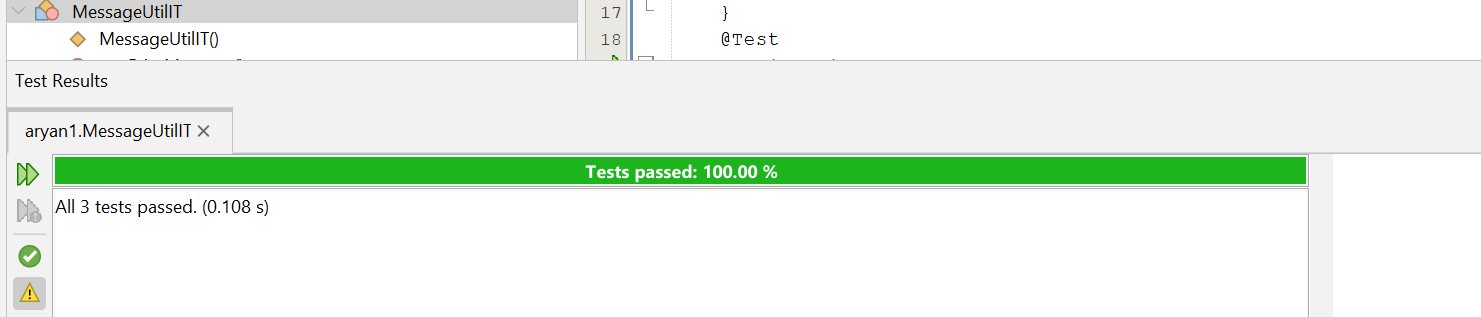 MessageUtilIT
MessageUtilIT()
17 }
18 @Test
Test Results
aryan1.MessageUtilIT
Tests passed: 100.00 %
All 3 tests passed. (0.108 s)